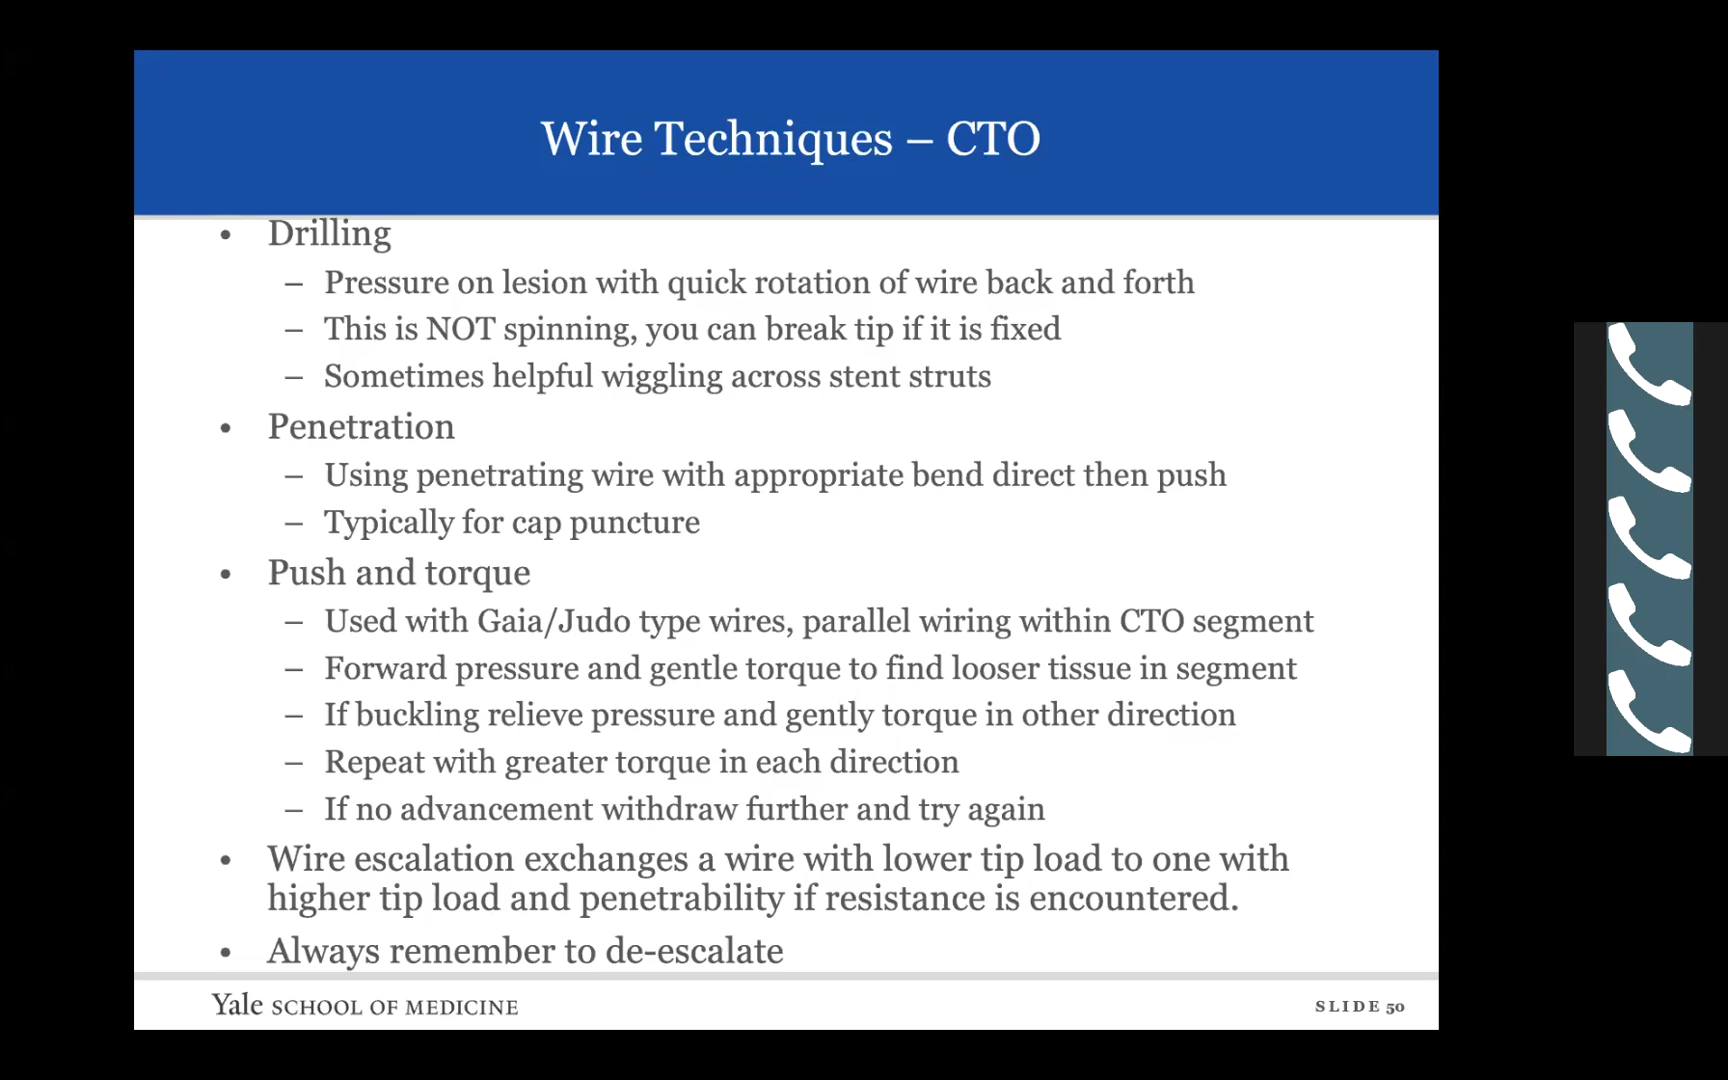 Wire Techniques – CTO
• Drilling
– Pressure on lesion with quick rotation of wire back and forth
– This is NOT spinning, you can break tip if it is fixed
– Sometimes helpful wiggling across stent struts
• Penetration
– Using penetrating wire with appropriate bend direct then push
– Typically for cap puncture
• Push and torque
– Used with Gaia/Judo type wires, parallel wiring within CTO segment
– Forward pressure and gentle torque to find looser tissue in segment
– If buckling relieve pressure and gently torque in other direction
– Repeat with greater torque in each direction
– If no advancement withdraw further and try again
• Wire escalation exchanges a wire with lower tip load to one with
higher tip load and penetrability if resistance is encountered.
• Always remember to de-escalate
Yale SCHOOL OF MEDICINE
SLIDE 50